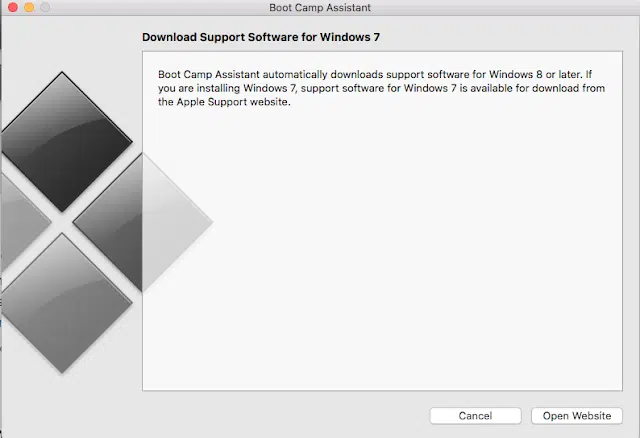 Boot Camp Assistant
Download Support Software for Windows 7
Boot Camp Assistant automatically downloads support software for Windows 8 or later. If
you are installing Windows 7, support software for Windows 7 is available for download from
the Apple Support website.
Cancel
Open Website